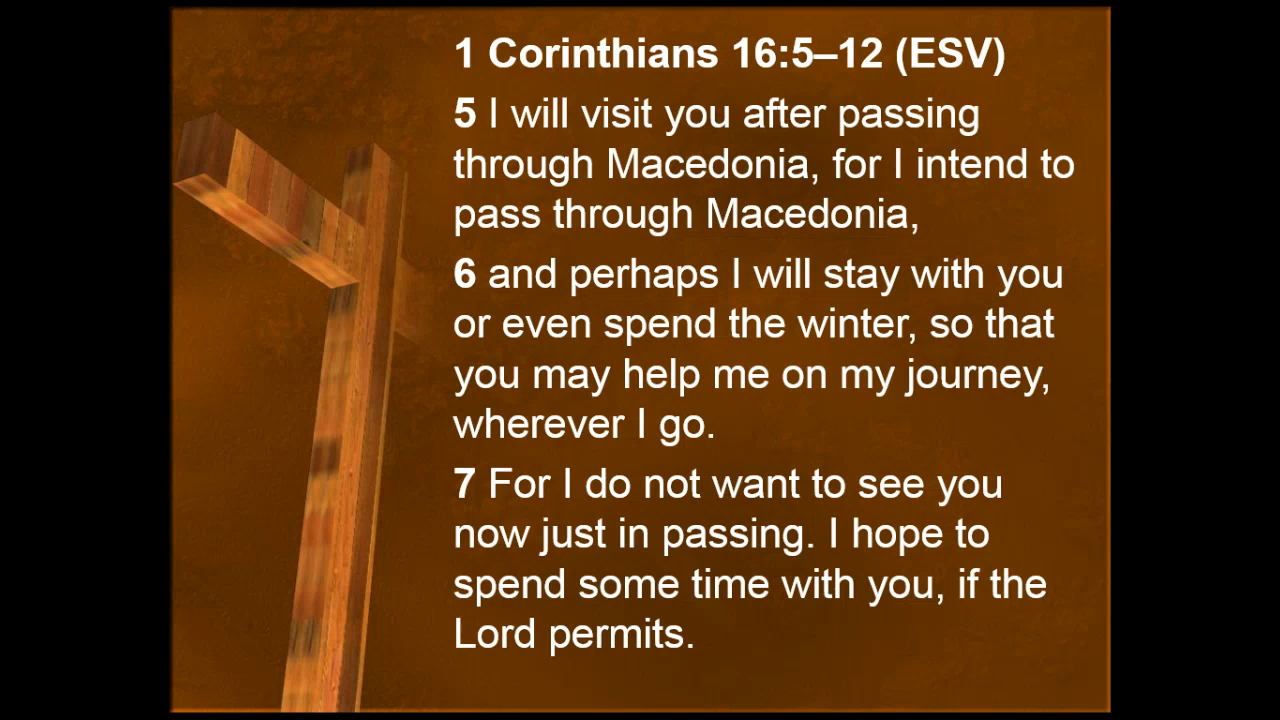 1 Corinthians 16:5–12 (ESV)
5 I will visit you after passing
through Macedonia, for I intend to
pass through Macedonia,
6 and perhaps I will stay with you
or even spend the winter, so that
you may help me on my journey,
wherever I go.
7 For I do not want to see you
now just in passing. I hope to
spend some time with you, if the
Lord permits.